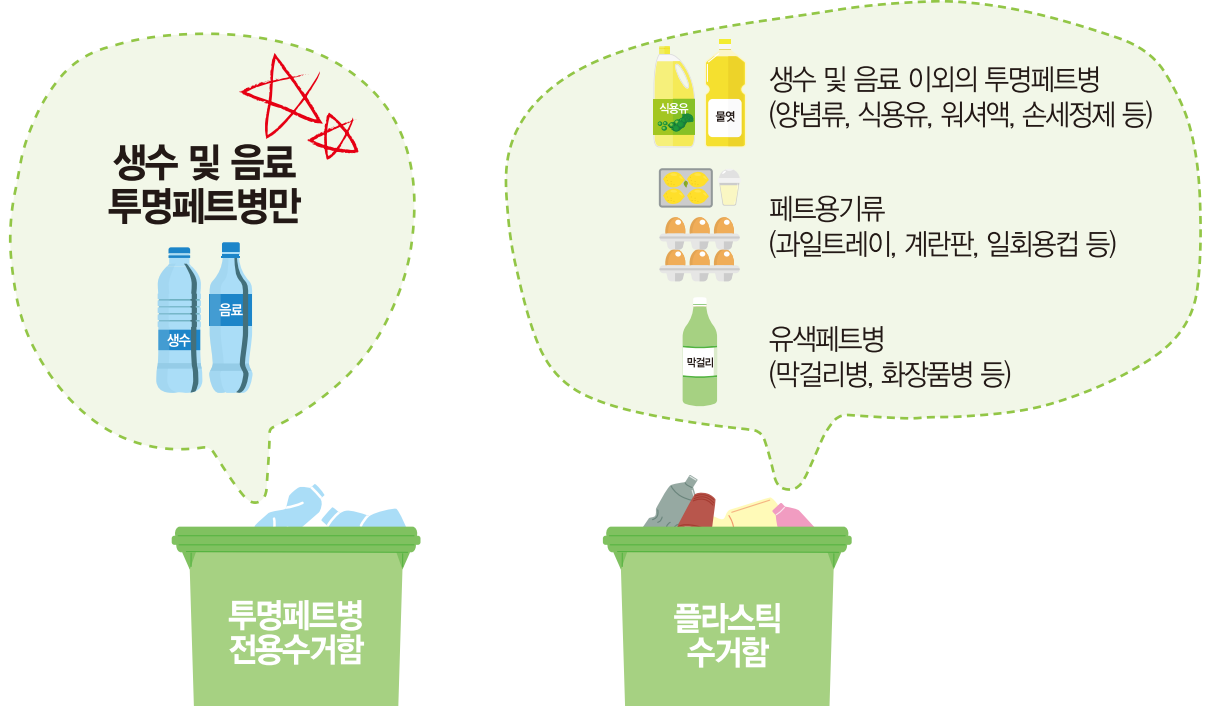 생수 및 음료
투명페트병만
생수
음료
투명페트병
전용수거함
식용유
물엿
생수 및 음료 이외의 투명페트병
(양념류, 식용유, 워셔액, 손세정제 등)
페트용기류
(과일트레이, 계란판, 일회용컵 등)
막걸리
유색페트병
(막걸리병, 화장품병 등)
플라스틱
수거함